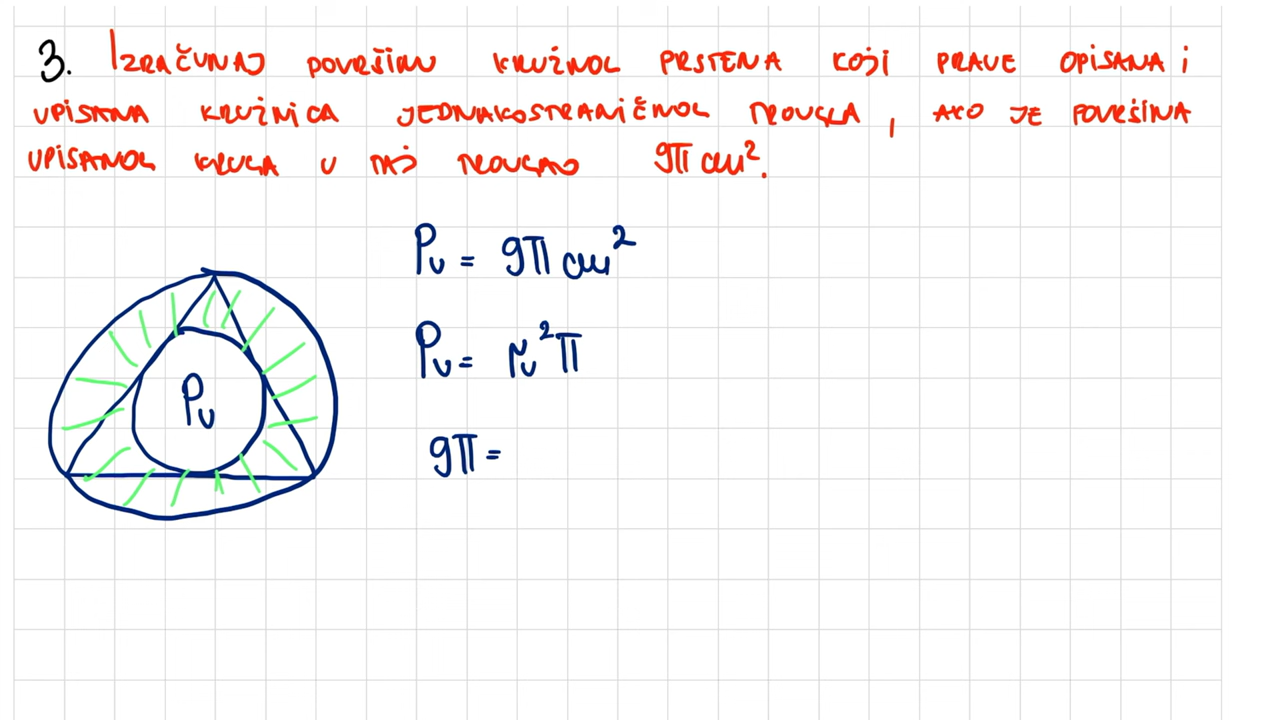 3. IZRAČUNAJ POVRŠINU KRUŽNOG PRSTENA KOJI PRAVE OPISANA I
UPISANA KRUŽNICA JEDNAKOSTRANIČNOG TROUGLA, AKO JE POVRŠINA
UPISANOG KRUGA U TAJ TROUGAO 9π cm².
Pu = 9π cm²
Pu = ru²π
9π =
Pu